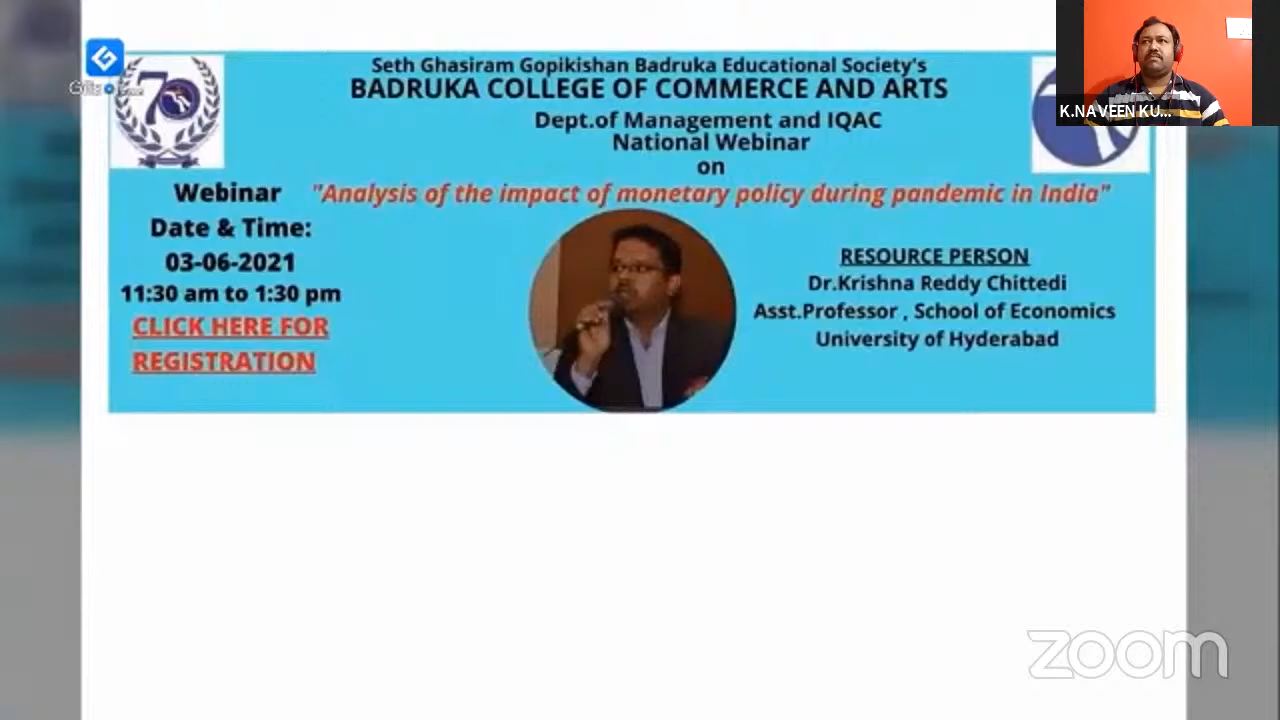 Seth Ghasiram Gopikishan Badruka Educational Society's
BADRUKA COLLEGE OF COMMERCE AND ARTS
Dept.of Management and IQAC
National Webinar
on
"Analysis of the impact of monetary policy during pandemic in India"
Webinar
Date & Time:
03-06-2021
11:30 am to 1:30 pm
CLICK HERE FOR
REGISTRATION
RESOURCE PERSON
Dr.Krishna Reddy Chittedi
Asst.Professor , School of Economics
University of Hyderabad
70
K.NAVEEN KU...
zoom